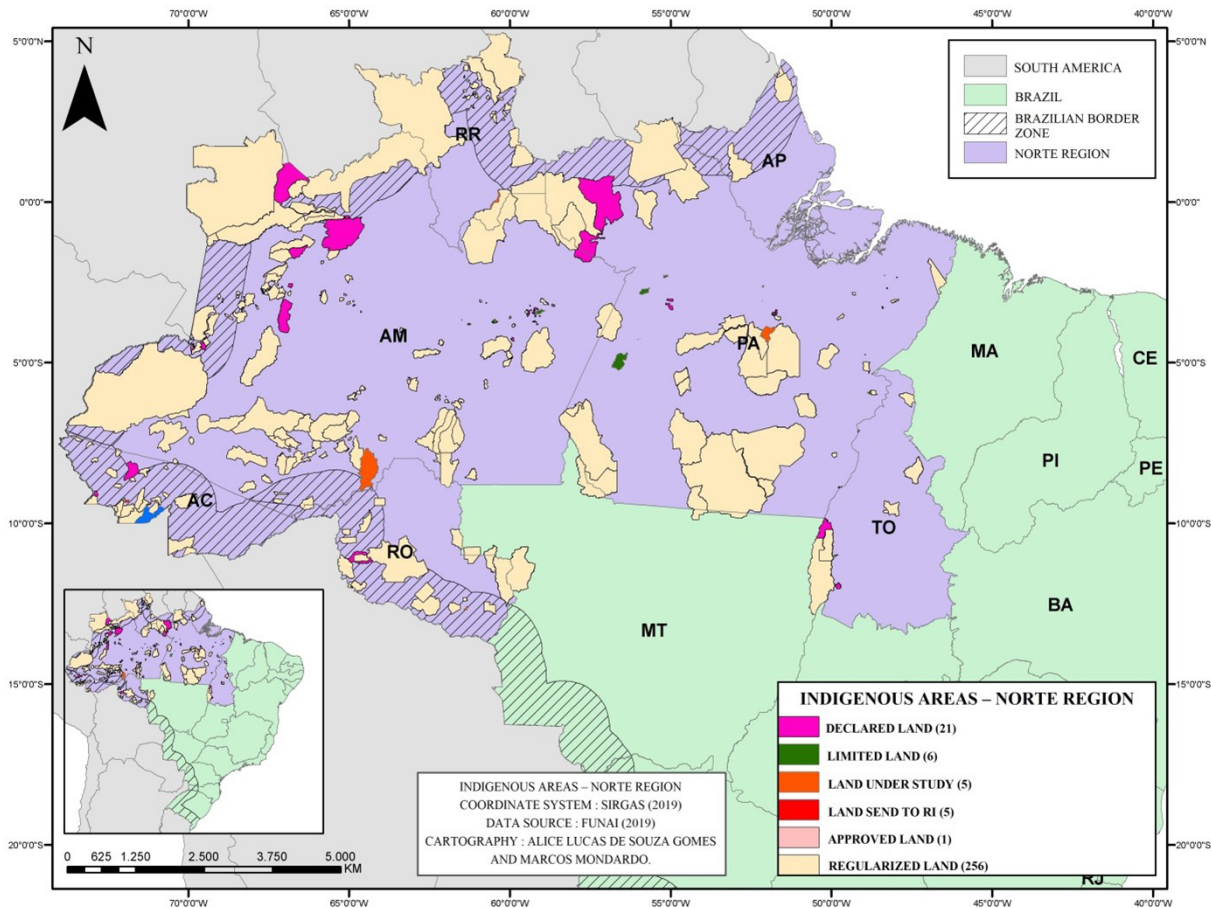 70°0'0"W 65°0'0"W 60°0'0"W 55°0'0"W 50°0'0"W 45°0'0"W 40°0'0"W
5°0'0"N 5°0'0"N
N
SOUTH AMERICA
BRAZIL
BRAZILIAN BORDER
ZONE
NORTE REGION
RR
AP
0°0'0" 0°0'0"
AM
PA
MA
CE
5°0'0"S 5°0'0"S
PI
PE
AC
TO
10°0'0"S 10°0'0"S
RO
BA
MT
15°0'0"S 15°0'0"S
INDIGENOUS AREAS – NORTE REGION
DECLARED LAND (21)
LIMITED LAND (6)
LAND UNDER STUDY (5)
LAND SEND TO RI (5)
APPROVED LAND (1)
REGULARIZED LAND (256)
INDIGENOUS AREAS – NORTE REGION
COORDINATE SYSTEM : SIRGAS (2019)
DATA SOURCE : FUNAI (2019)
CARTOGRAPHY : ALICE LUCAS DE SOUZA GOMES
AND MARCOS MONDARDO.
0 625 1.250 2.500 3.750 5.000
KM
20°0'0"S 20°0'0"S
RJ
70°0'0"W 65°0'0"W 60°0'0"W 55°0'0"W 50°0'0"W 45°0'0"W 40°0'0"W